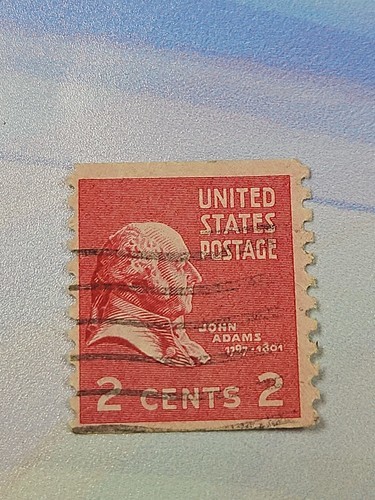 UNITED
STATES
POSTAGE
JOHN
ADAMS
1797-1801
2 CENTS 2